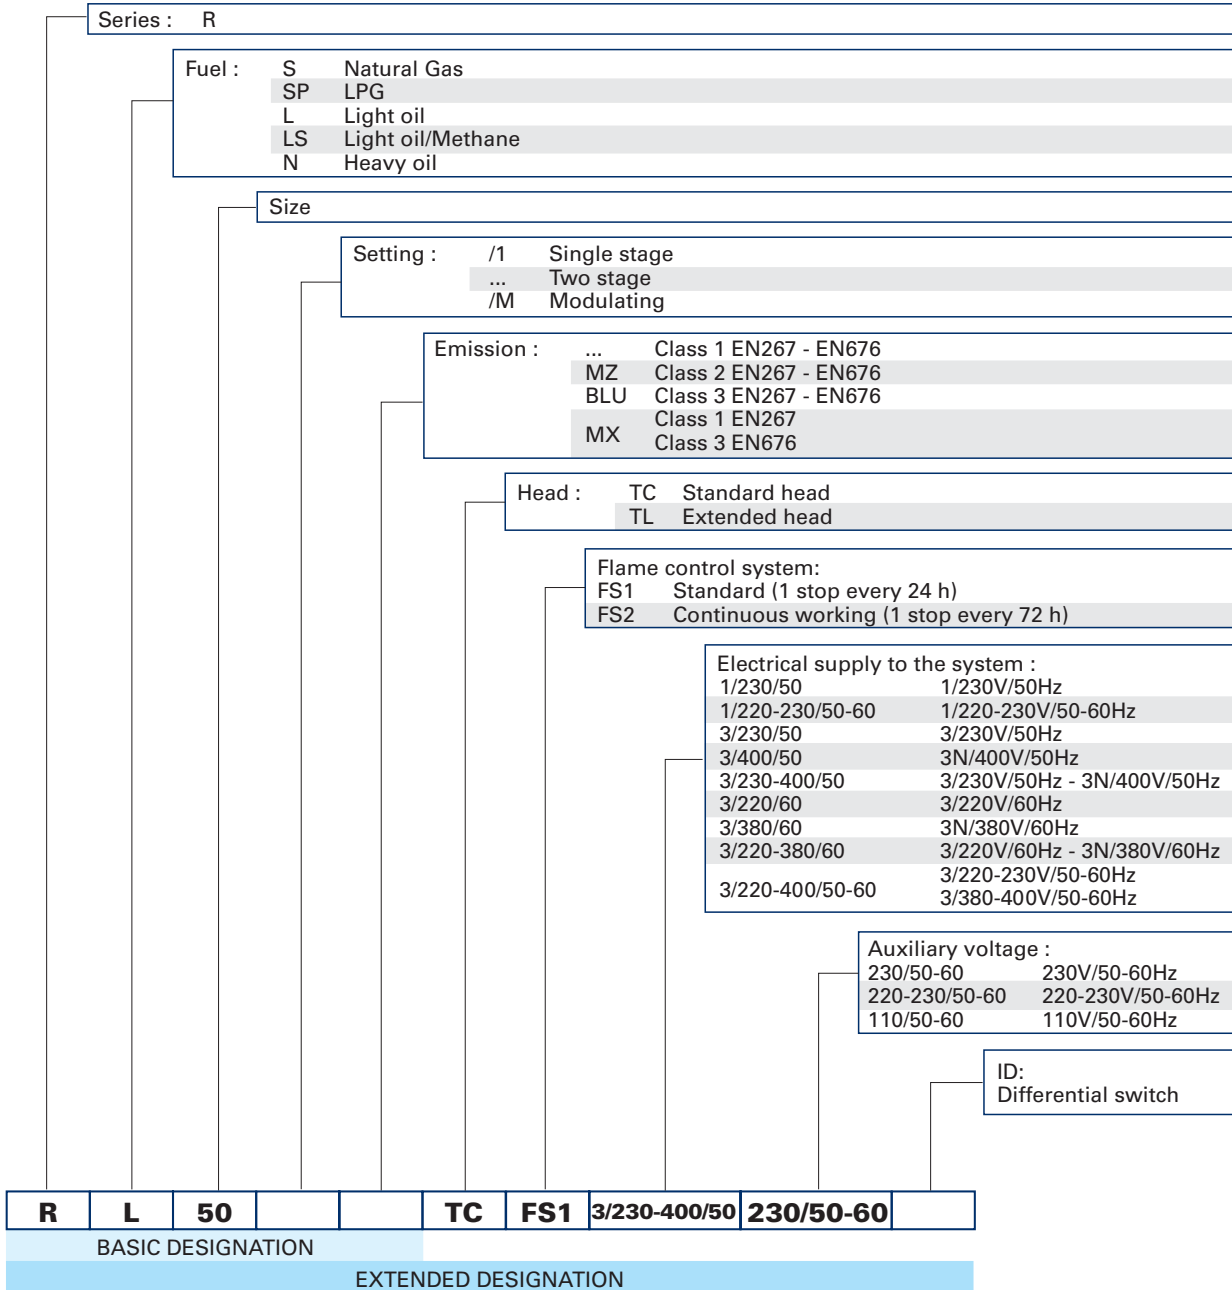 Series : R
Fuel : S Natural Gas
SP LPG
L Light oil
LS Light oil/Methane
N Heavy oil
Size
Setting : /1 Single stage
... Two stage
/M Modulating
Emission : ... Class 1 EN267 - EN676
MZ Class 2 EN267 - EN676
BLU Class 3 EN267 - EN676
MX Class 1 EN267
Class 3 EN676
Head : TC Standard head
TL Extended head
Flame control system:
FS1 Standard (1 stop every 24 h)
FS2 Continuous working (1 stop every 72 h)
Electrical supply to the system :
1/230/50 1/230V/50Hz
1/220-230/50-60 1/220-230V/50-60Hz
3/230/50 3/230V/50Hz
3/400/50 3N/400V/50Hz
3/230-400/50 3/230V/50Hz - 3N/400V/50Hz
3/220/60 3/220V/60Hz
3/380/60 3N/380V/60Hz
3/220-380/60 3/220V/60Hz - 3N/380V/60Hz
3/220-400/50-60 3/220-230V/50-60Hz
3/380-400V/50-60Hz
Auxiliary voltage :
230/50-60 230V/50-60Hz
220-230/50-60 220-230V/50-60Hz
110/50-60 110V/50-60Hz
ID:
Differential switch
R L 50 TC FS1 3/230-400/50 230/50-60
BASIC DESIGNATION
EXTENDED DESIGNATION